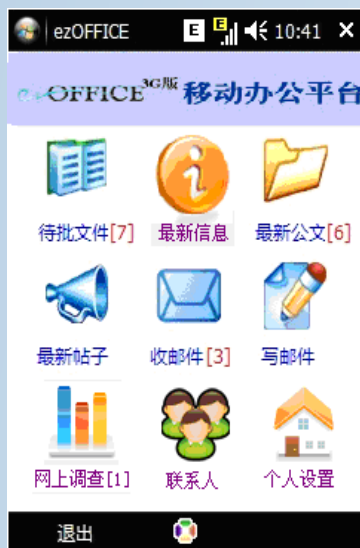 ezOFFICE E E 10:41
ezOFFICE 3G版 移动办公平台
待批文件[7] 最新信息 最新公文[6]
最新帖子 收邮件[3] 写邮件
网上调查[1] 联系人 个人设置
退出